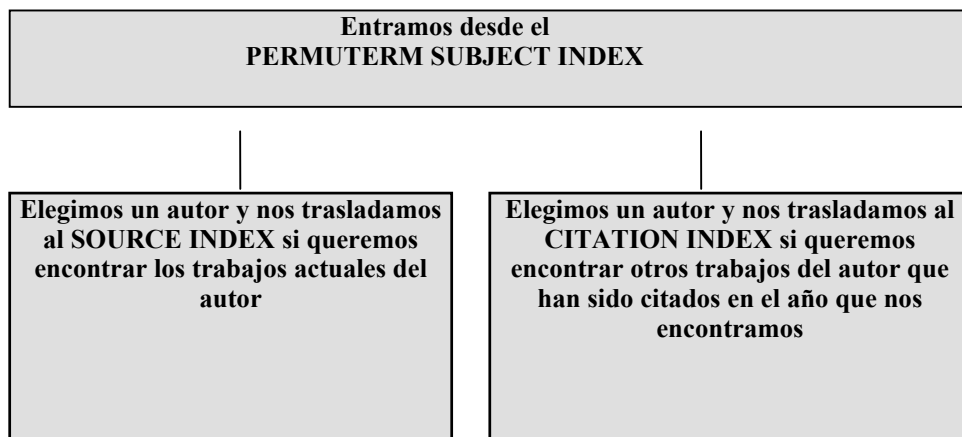 Entramos desde el
PERMUTERM SUBJECT INDEX
Elegimos un autor y nos trasladamos
al SOURCE INDEX si queremos
encontrar los trabajos actuales del
autor
Elegimos un autor y nos trasladamos al
CITATION INDEX si queremos
encontrar otros trabajos del autor que
han sido citados en el año que nos
encontramos